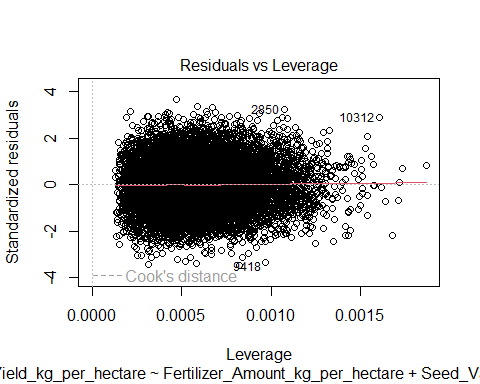 Residuals vs Leverage
Standardized residuals
4
2
0
-2
-4
2850
10312
9418
Cook's distance
0.0000
0.0005
0.0010
0.0015
Leverage
ield_kg_per_hectare ~ Fertilizer_Amount_kg_per_hectare + Seed_V